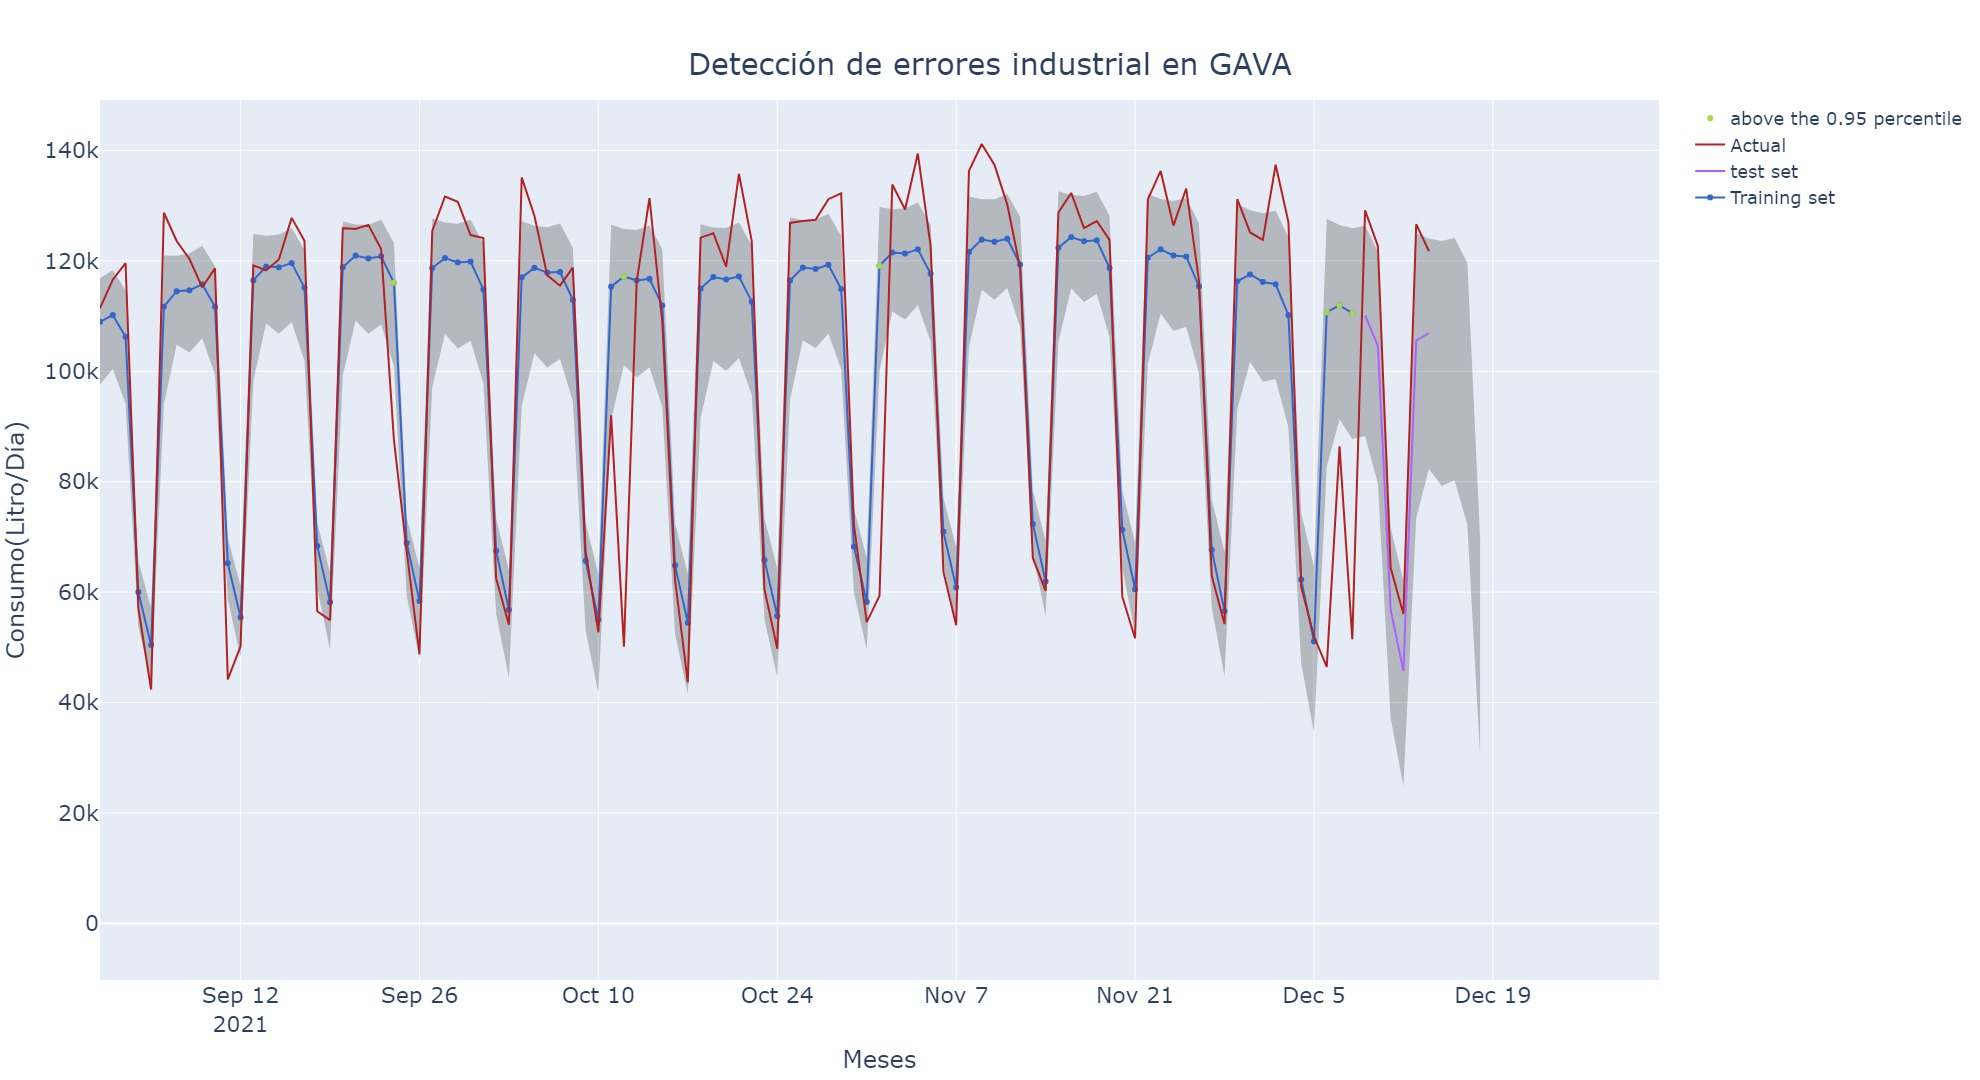 Detección de errores industrial en GAVA
above the 0.95 percentile
Actual
test set
Training set
140k
120k
100k
80k
60k
40k
20k
0
Consumo(Litro/Día)
Sep 12
2021
Sep 26
Oct 10
Oct 24
Nov 7
Nov 21
Dec 5
Dec 19
Meses